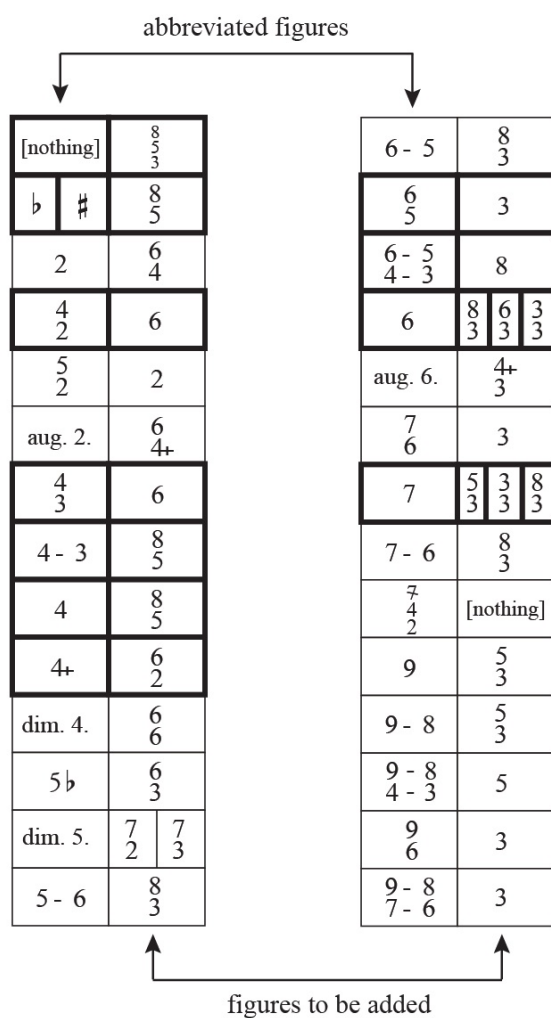 abbreviated figures
[nothing] 8 5 3
♭ ♯ 8 5
2 6 4
4 2 6
5 2 2
aug. 2. 6 4+
4 3 6
4 - 3 8 5
4 8 5
4+ 6 2
dim. 4. 6 6
5♭ 6 3
dim. 5. 7 2 7 3
5 - 6 8 3
6 - 5 8 3
6 5 3
6 - 5 4 - 3 8
6 8 3 6 3 3 3
aug. 6. 4+ 3
7 6 3
7 5 3 3 3 8 3
7 - 6 8 3
7 4 2 [nothing]
9 5 3
9 - 8 5 3
9 - 8 4 - 3 5
9 6 3
9 - 8 7 - 6 3
figures to be added